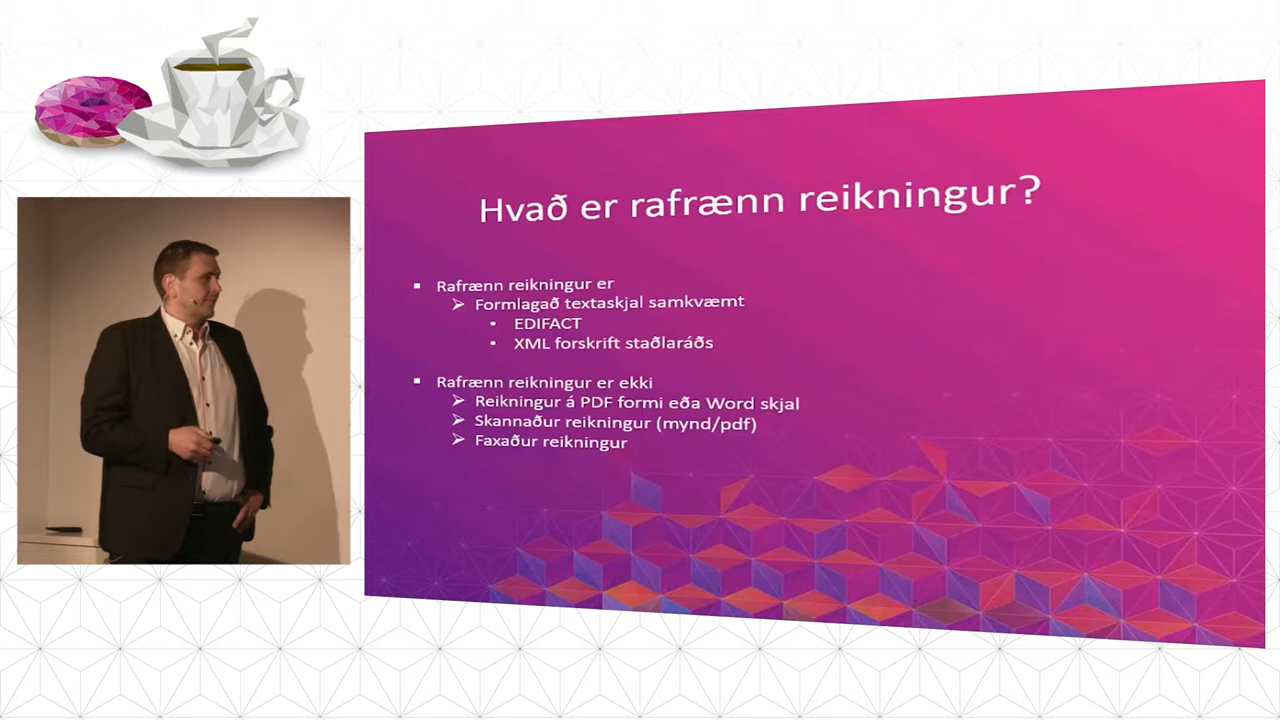 Hvað er rafrænn reikningur?
▪ Rafrænn reikningur er
➢ Formlagað textaskjal samkvæmt
• EDIFACT
• XML forskrift staðlaráðs
▪ Rafrænn reikningur er ekki
➢ Reikningur á PDF formi eða Word skjal
➢ Skannaður reikningur (mynd/pdf)
➢ Faxaður reikningur